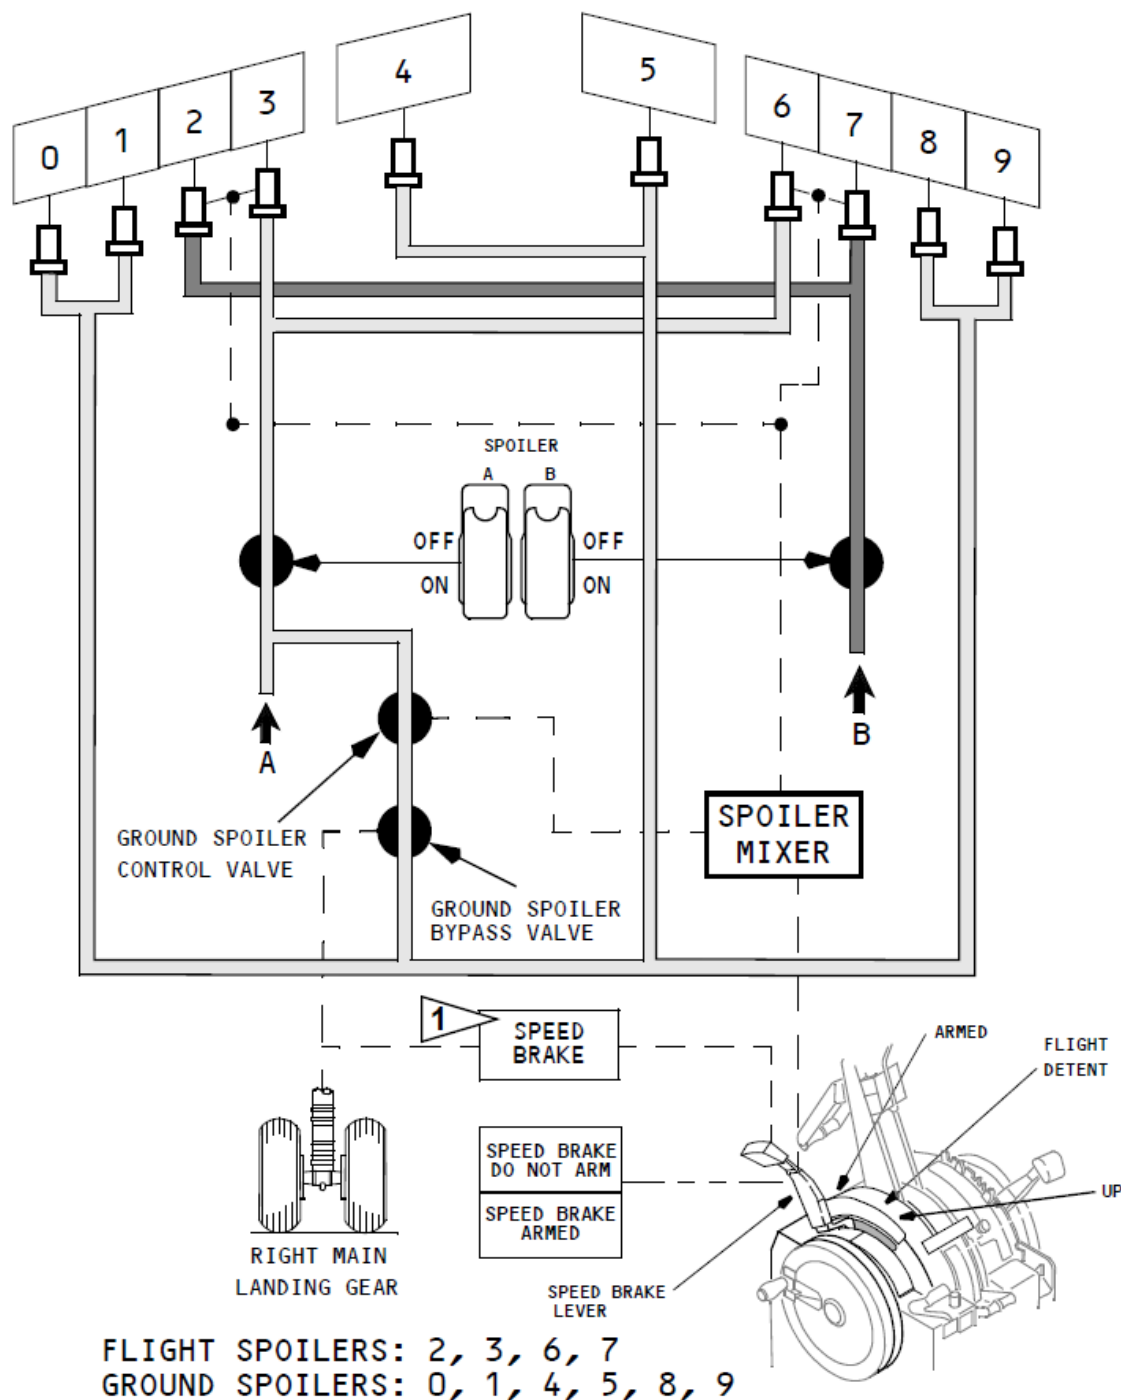 0
1
2
3
4
5
6
7
8
9
SPOILER
A B
OFF
ON
OFF
ON
A
B
GROUND SPOILER
CONTROL VALVE
GROUND SPOILER
BYPASS VALVE
SPOILER
MIXER
1
SPEED
BRAKE
ARMED
FLIGHT
DETENT
UP
SPEED BRAKE
DO NOT ARM
SPEED BRAKE
ARMED
RIGHT MAIN
LANDING GEAR
SPEED BRAKE
LEVER
FLIGHT SPOILERS: 2, 3, 6, 7
GROUND SPOILERS: 0, 1, 4, 5, 8, 9